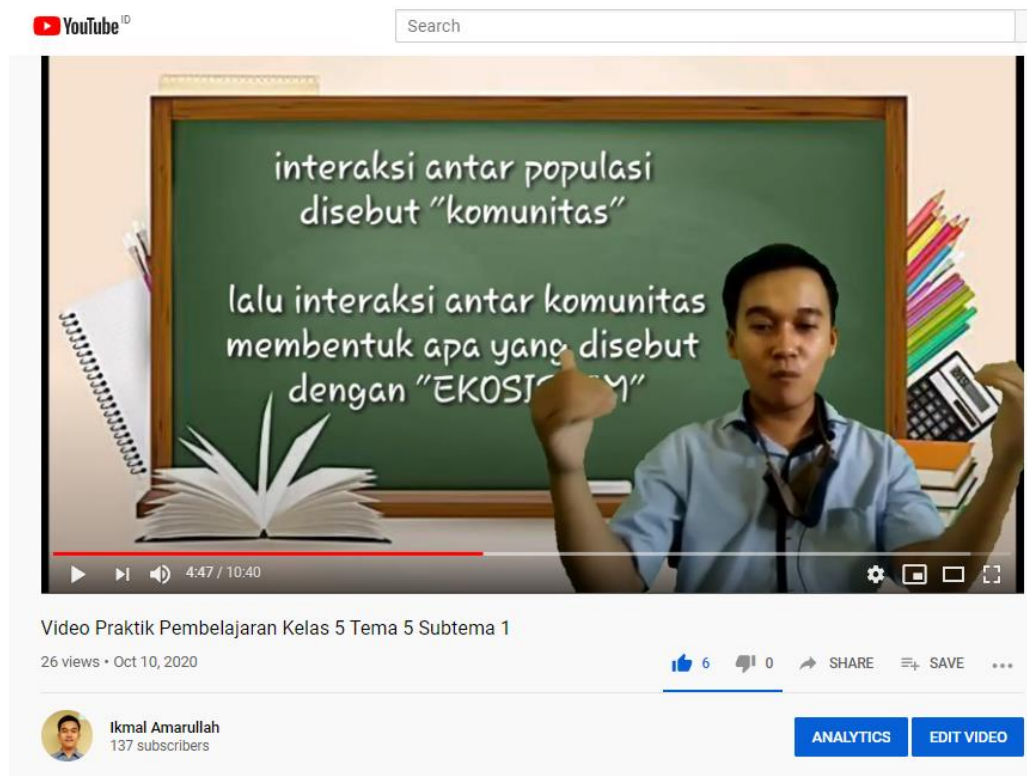 YouTube ID
Search
interaksi antar populasi
disebut "komunitas"
lalu interaksi antar komunitas
membentuk apa yang disebut
dengan "EKOSISTEM"
4:47 / 10:40
Video Praktik Pembelajaran Kelas 5 Tema 5 Subtema 1
26 views • Oct 10, 2020
6 0 SHARE SAVE
Ikmal Amarullah
137 subscribers
ANALYTICS EDIT VIDEO